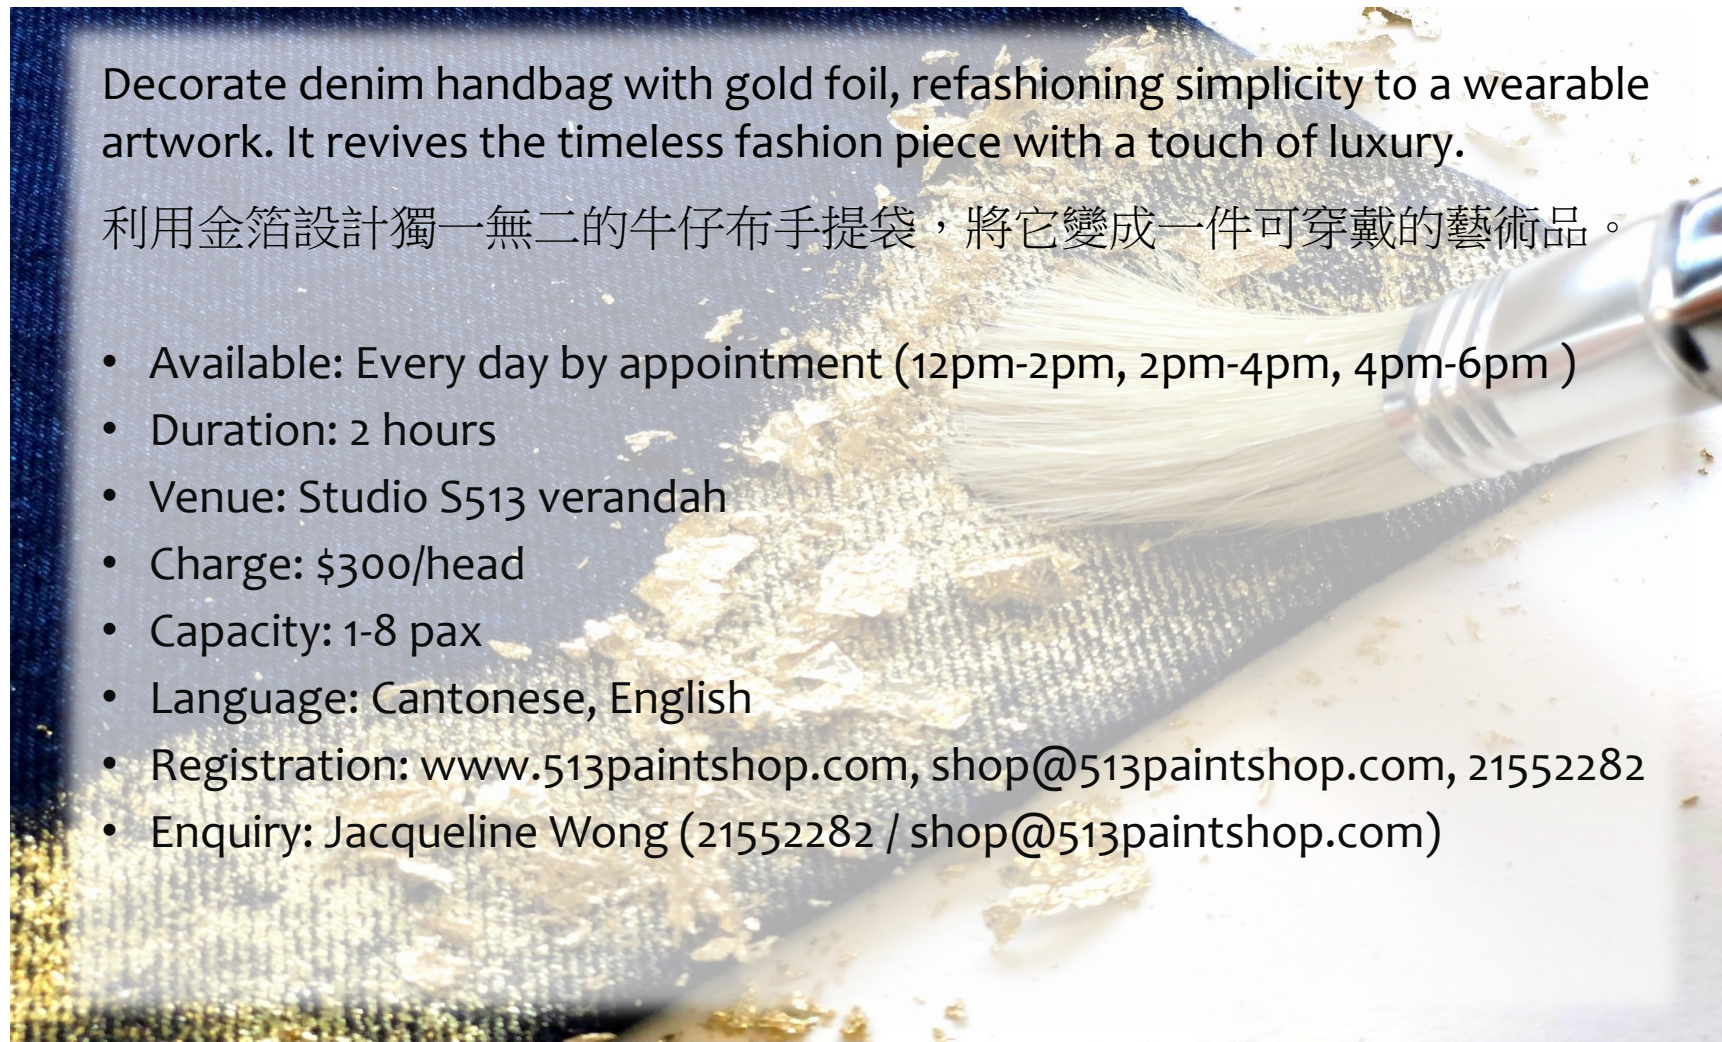 Decorate denim handbag with gold foil, refashioning simplicity to a wearable
artwork. It revives the timeless fashion piece with a touch of luxury.
利用金箔設計獨一無二的牛仔布手提袋，將它變成一件可穿戴的藝術品。
• Available: Every day by appointment (12pm-2pm, 2pm-4pm, 4pm-6pm )
• Duration: 2 hours
• Venue: Studio S513 verandah
• Charge: $300/head
• Capacity: 1-8 pax
• Language: Cantonese, English
• Registration: www.513paintshop.com, shop@513paintshop.com, 21552282
• Enquiry: Jacqueline Wong (21552282 / shop@513paintshop.com)